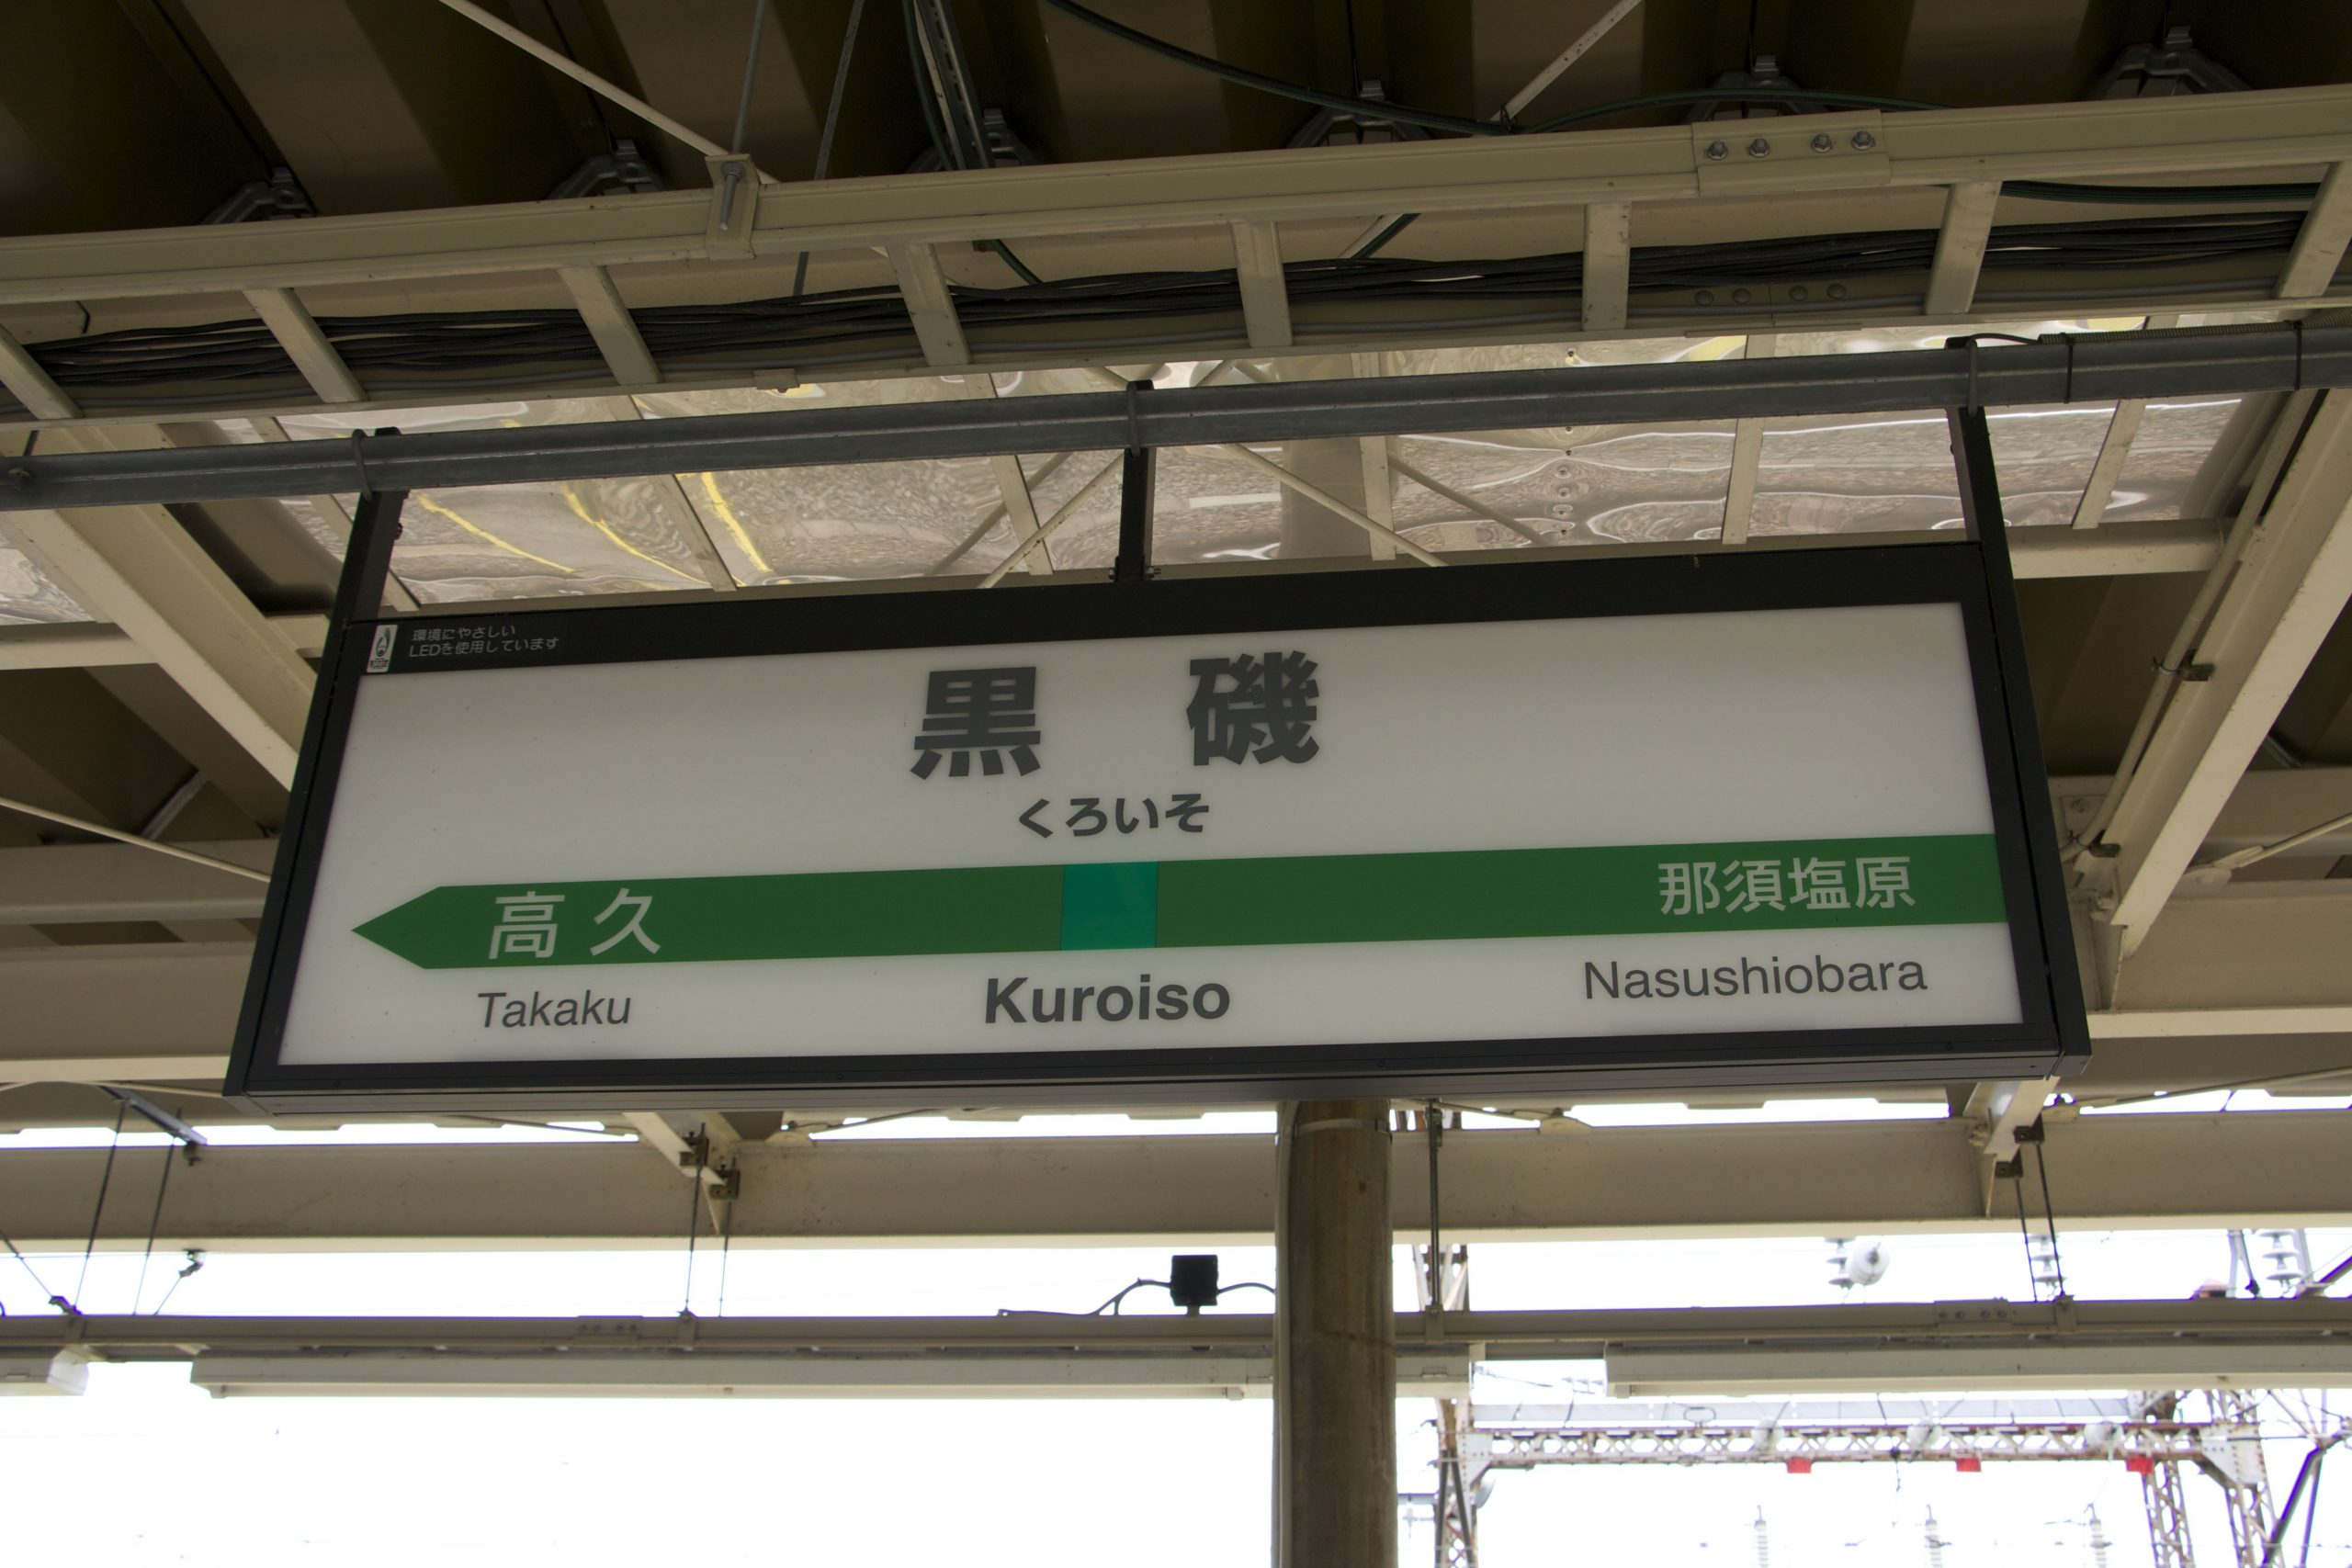 環境にやさしい
LEDを使用しています
黒磯
くろいそ
高久 那須塩原
Takaku Kuroiso Nasushiobara